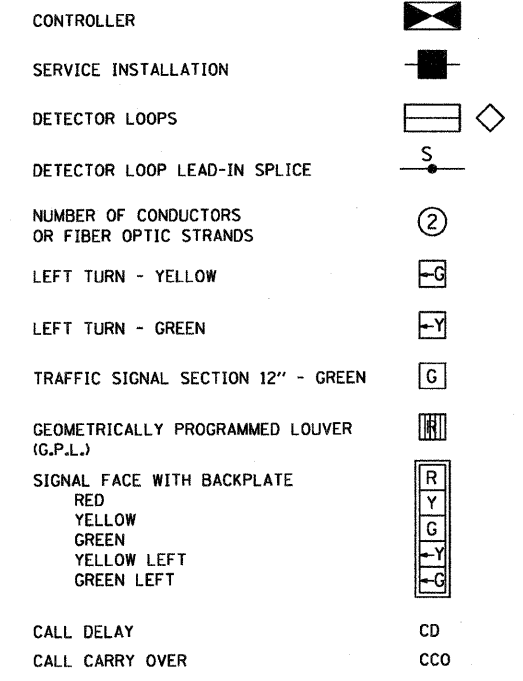 CONTROLLER
SERVICE INSTALLATION
DETECTOR LOOPS
DETECTOR LOOP LEAD-IN SPLICE S
NUMBER OF CONDUCTORS
OR FIBER OPTIC STRANDS 2
LEFT TURN - YELLOW ←G
LEFT TURN - GREEN ←Y
TRAFFIC SIGNAL SECTION 12" - GREEN G
GEOMETRICALLY PROGRAMMED LOUVER R
(G.P.L.)
SIGNAL FACE WITH BACKPLATE R
RED Y
YELLOW
GREEN G
YELLOW LEFT ←Y
GREEN LEFT ←G
CALL DELAY CD
CALL CARRY OVER CCO